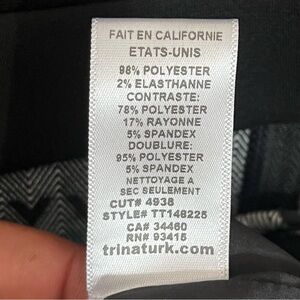 FAIT EN CALIFORNIE
ETATS-UNIS
98% POLYESTER
2% ELASTHANNE
CONTRASTE:
78% POLYESTER
17% RAYONNE
5% SPANDEX
DOUBLURE:
95% POLYESTER
5% SPANDEX
NETTOYAGE A
SEC SEULEMENT
CUT# 4938
STYLE# TT148225
CA# 34460
RN# 93415
trinaturk.com